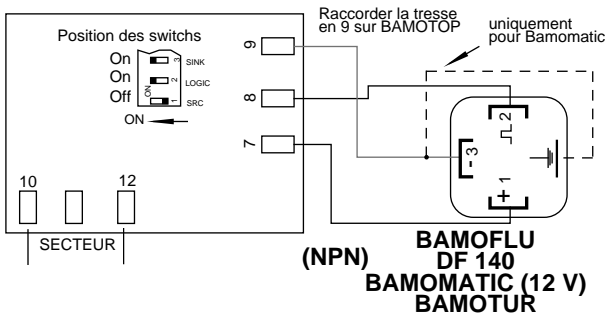 Position des switchs
On
On
Off
ON
3 SINK
2 LOGIC
1 SRC
ON
9
8
7
10
12
SECTEUR
Raccorder la tresse
en 9 sur BAMOTOP
uniquement
pour Bamomatic
2
- 3
+ 1
(NPN)
BAMOFLU
DF 140
BAMOMATIC (12 V)
BAMOTUR